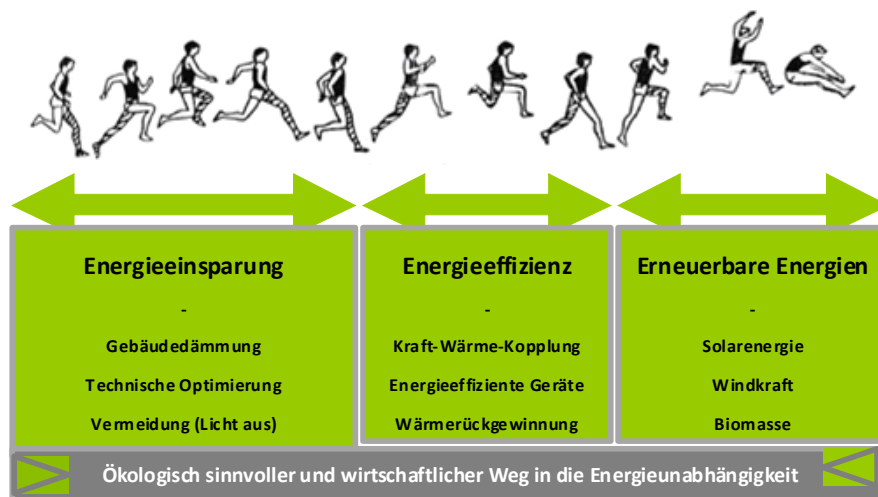 Energieeinsparung
-
Gebäudedämmung
Technische Optimierung
Vermeidung (Licht aus)
Energieeffizienz
-
Kraft-Wärme-Kopplung
Energieeffiziente Geräte
Wärmerückgewinnung
Erneuerbare Energien
-
Solarenergie
Windkraft
Biomasse
Ökologisch sinnvoller und wirtschaftlicher Weg in die Energieunabhängigkeit